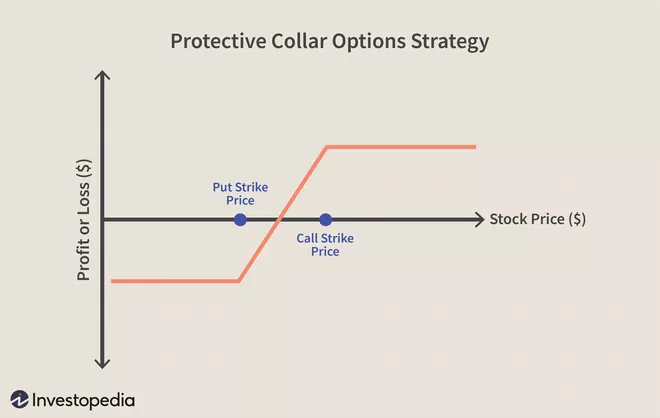 Protective Collar Options Strategy
Profit or Loss ($)
Put Strike
Price
Stock Price ($)
Call Strike
Price
Investopedia